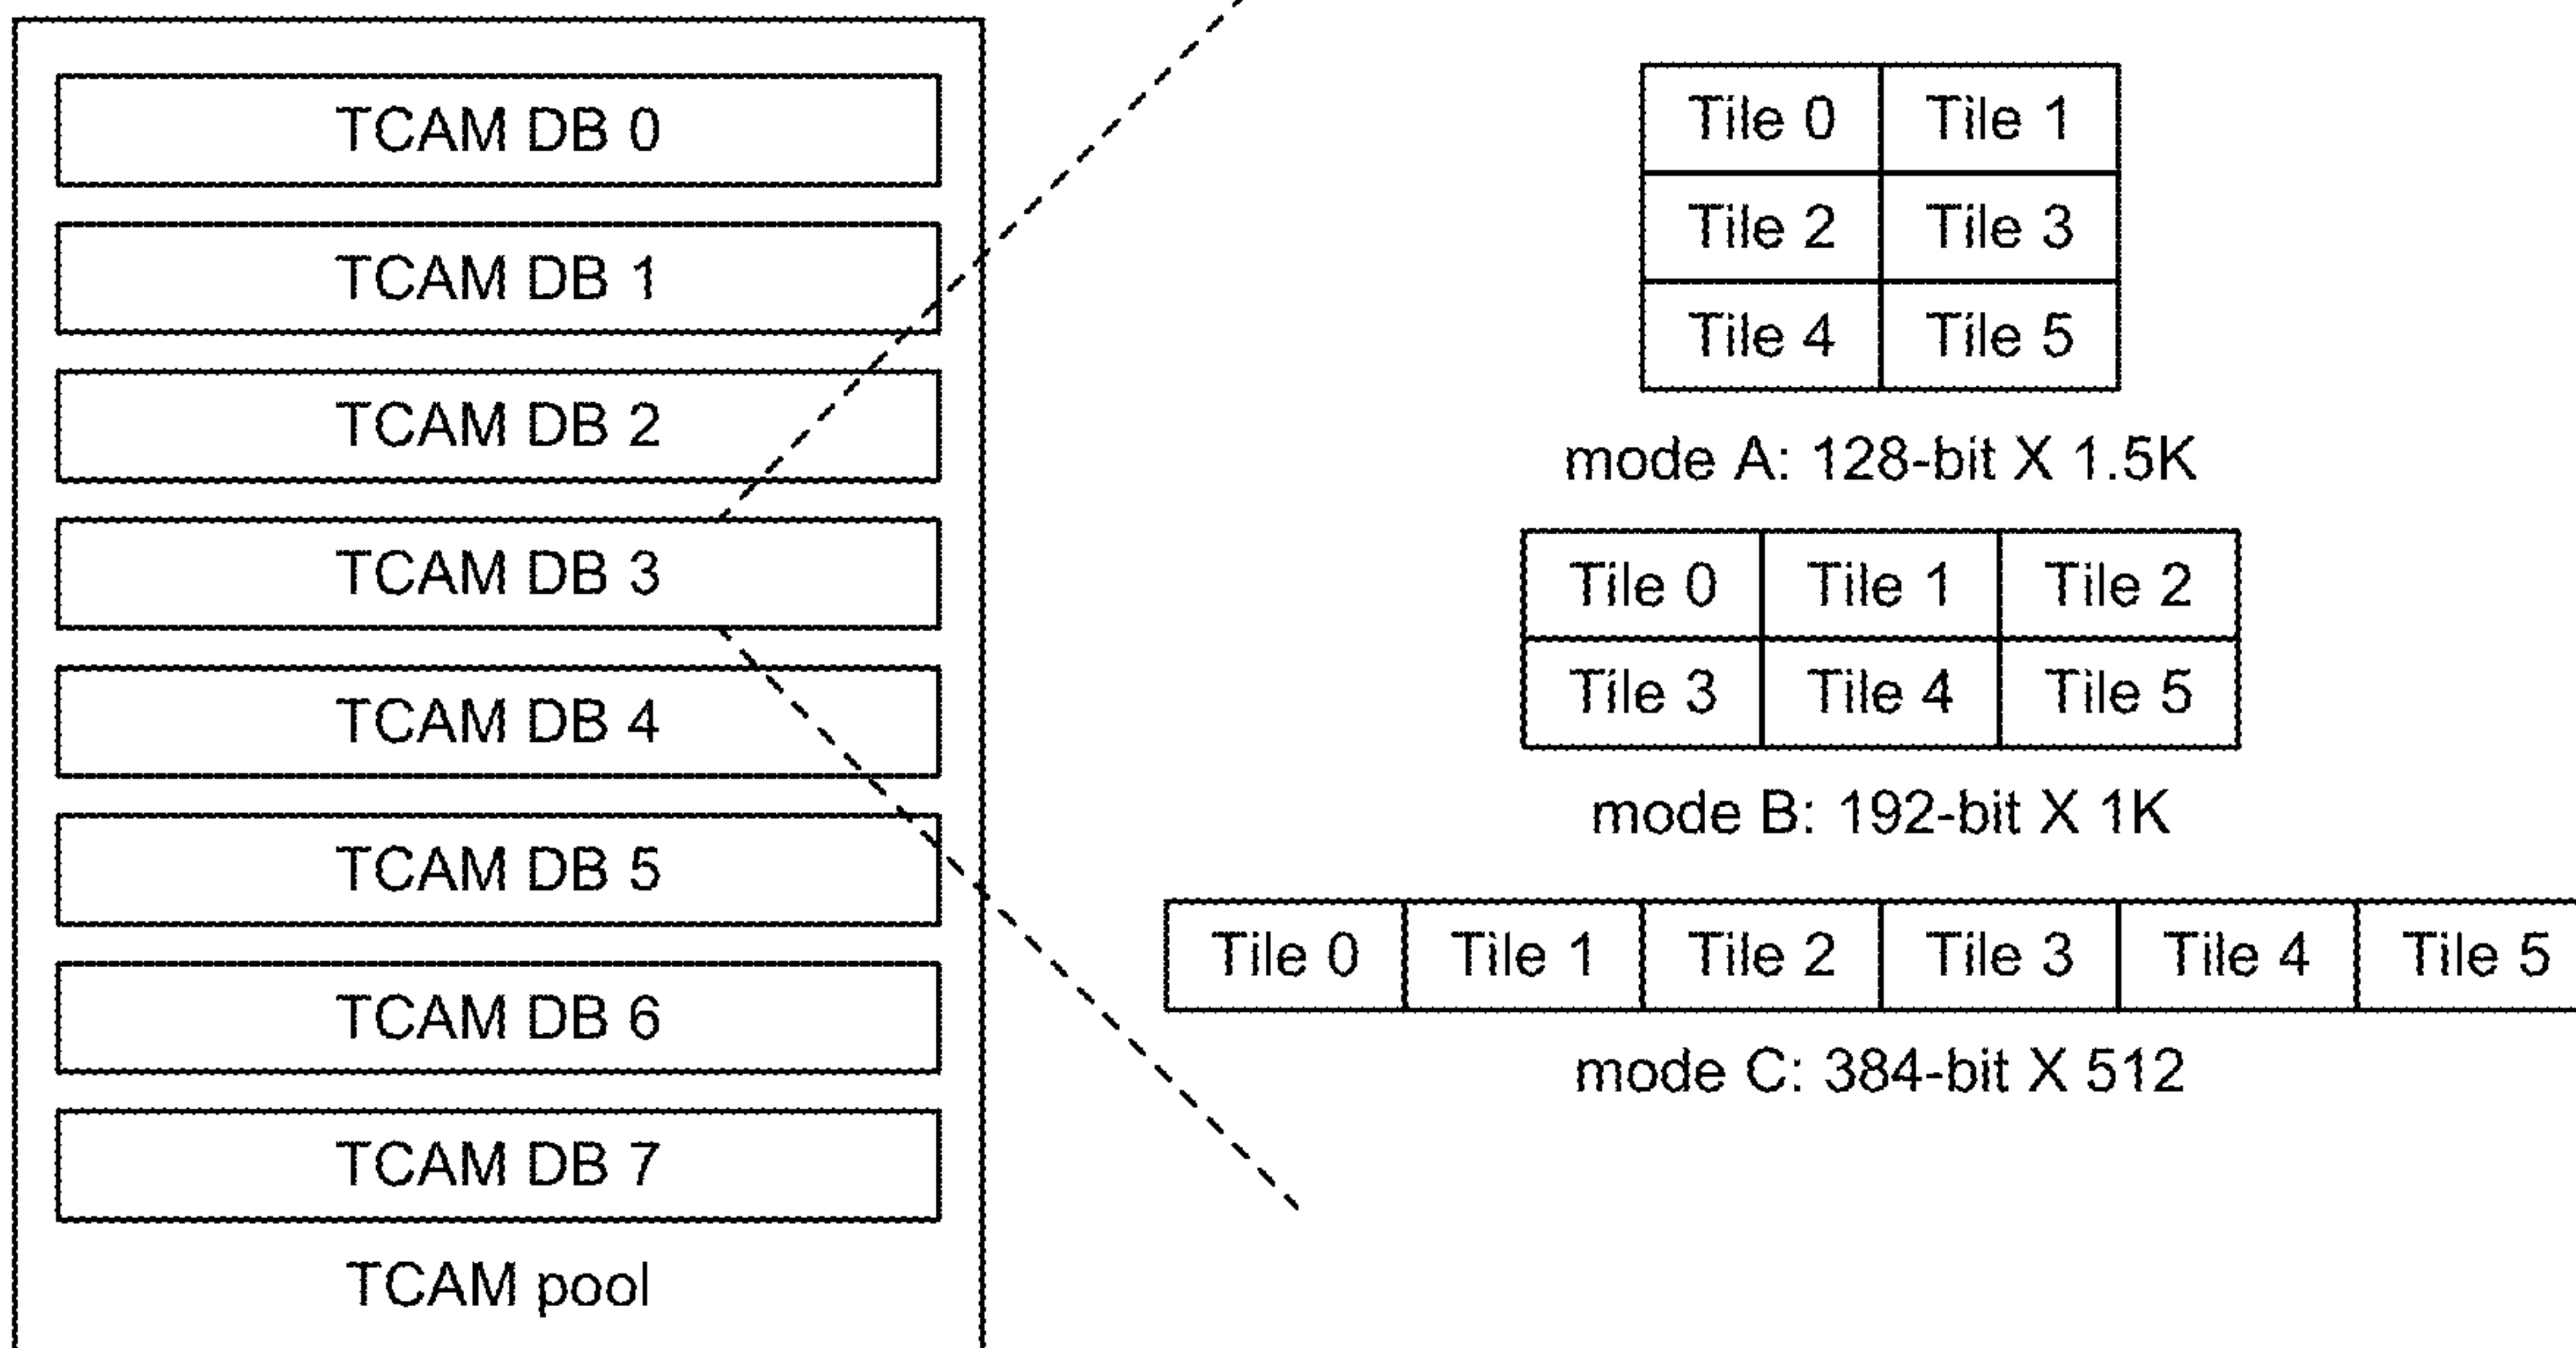 TCAM DB 0
TCAM DB 1
TCAM DB 2
TCAM DB 3
TCAM DB 4
TCAM DB 5
TCAM DB 6
TCAM DB 7
TCAM pool
Tile 0 Tile 1
Tile 2 Tile 3
Tile 4 Tile 5
mode A: 128-bit X 1.5K
Tile 0 Tile 1 Tile 2
Tile 3 Tile 4 Tile 5
mode B: 192-bit X 1K
Tile 0 Tile 1 Tile 2 Tile 3 Tile 4 Tile 5
mode C: 384-bit X 512